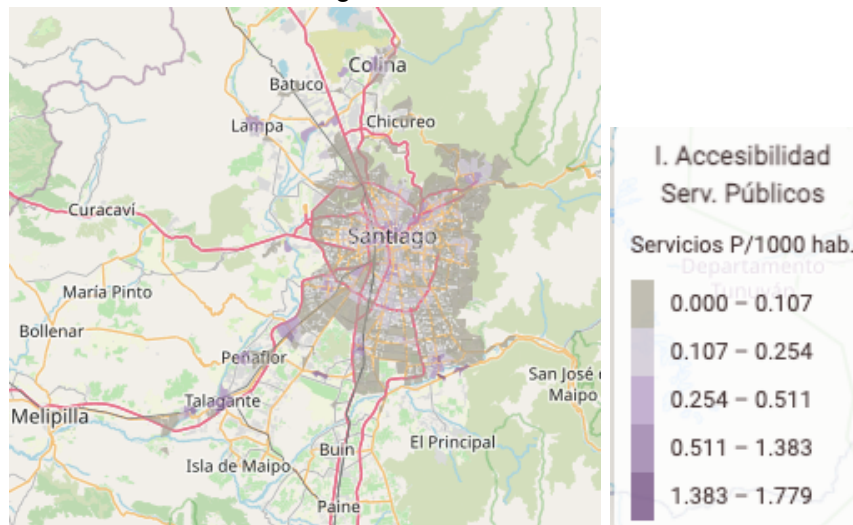 Colina
Batuco
Lampa
Chicureo
Curacaví
Santiago
María Pinto
Bollenar
Peñaflor
San José
Maipo
Talagante
Melipilla
El Principal
Buin
Isla de Maipo
Paine
I. Accesibilidad
Serv. Públicos
Servicios P/1000 hab.
Departamento
Tunuyán
0.000 – 0.107
0.107 – 0.254
0.254 – 0.511
0.511 – 1.383
1.383 – 1.779